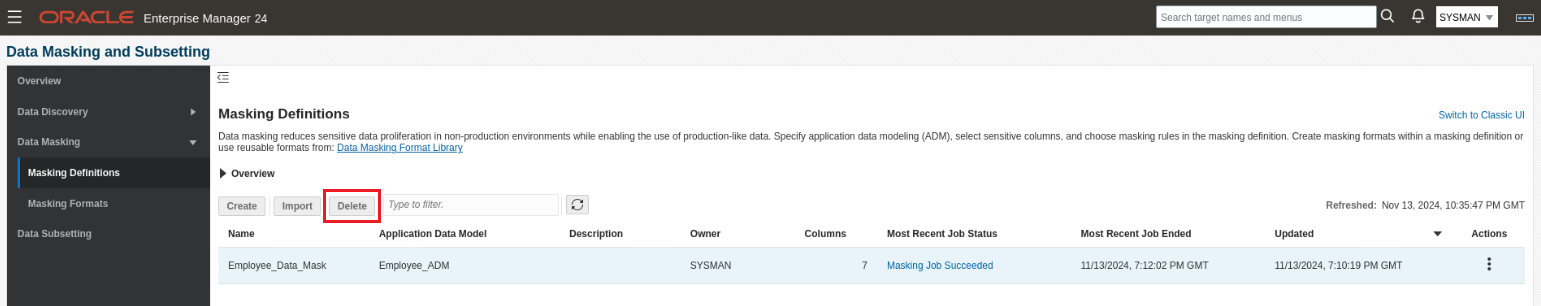 ORACLE Enterprise Manager 24
Search target names and menus
SYSMAN
Data Masking and Subsetting
Overview
Data Discovery
Data Masking
Masking Definitions
Masking Formats
Data Subsetting
Masking Definitions
Switch to Classic UI
Data masking reduces sensitive data proliferation in non-production environments while enabling the use of production-like data. Specify application data modeling (ADM), select sensitive columns, and choose masking rules in the masking definition. Create masking formats within a masking definition or
use reusable formats from: Data Masking Format Library
Overview
Create Import Delete Type to filter. Refreshed: Nov 13, 2024, 10:35:47 PM GMT
Name Application Data Model Description Owner Columns Most Recent Job Status Most Recent Job Ended Updated Actions
Employee_Data_Mask Employee_ADM SYSMAN 7 Masking Job Succeeded 11/13/2024, 7:12:02 PM GMT 11/13/2024, 7:10:19 PM GMT